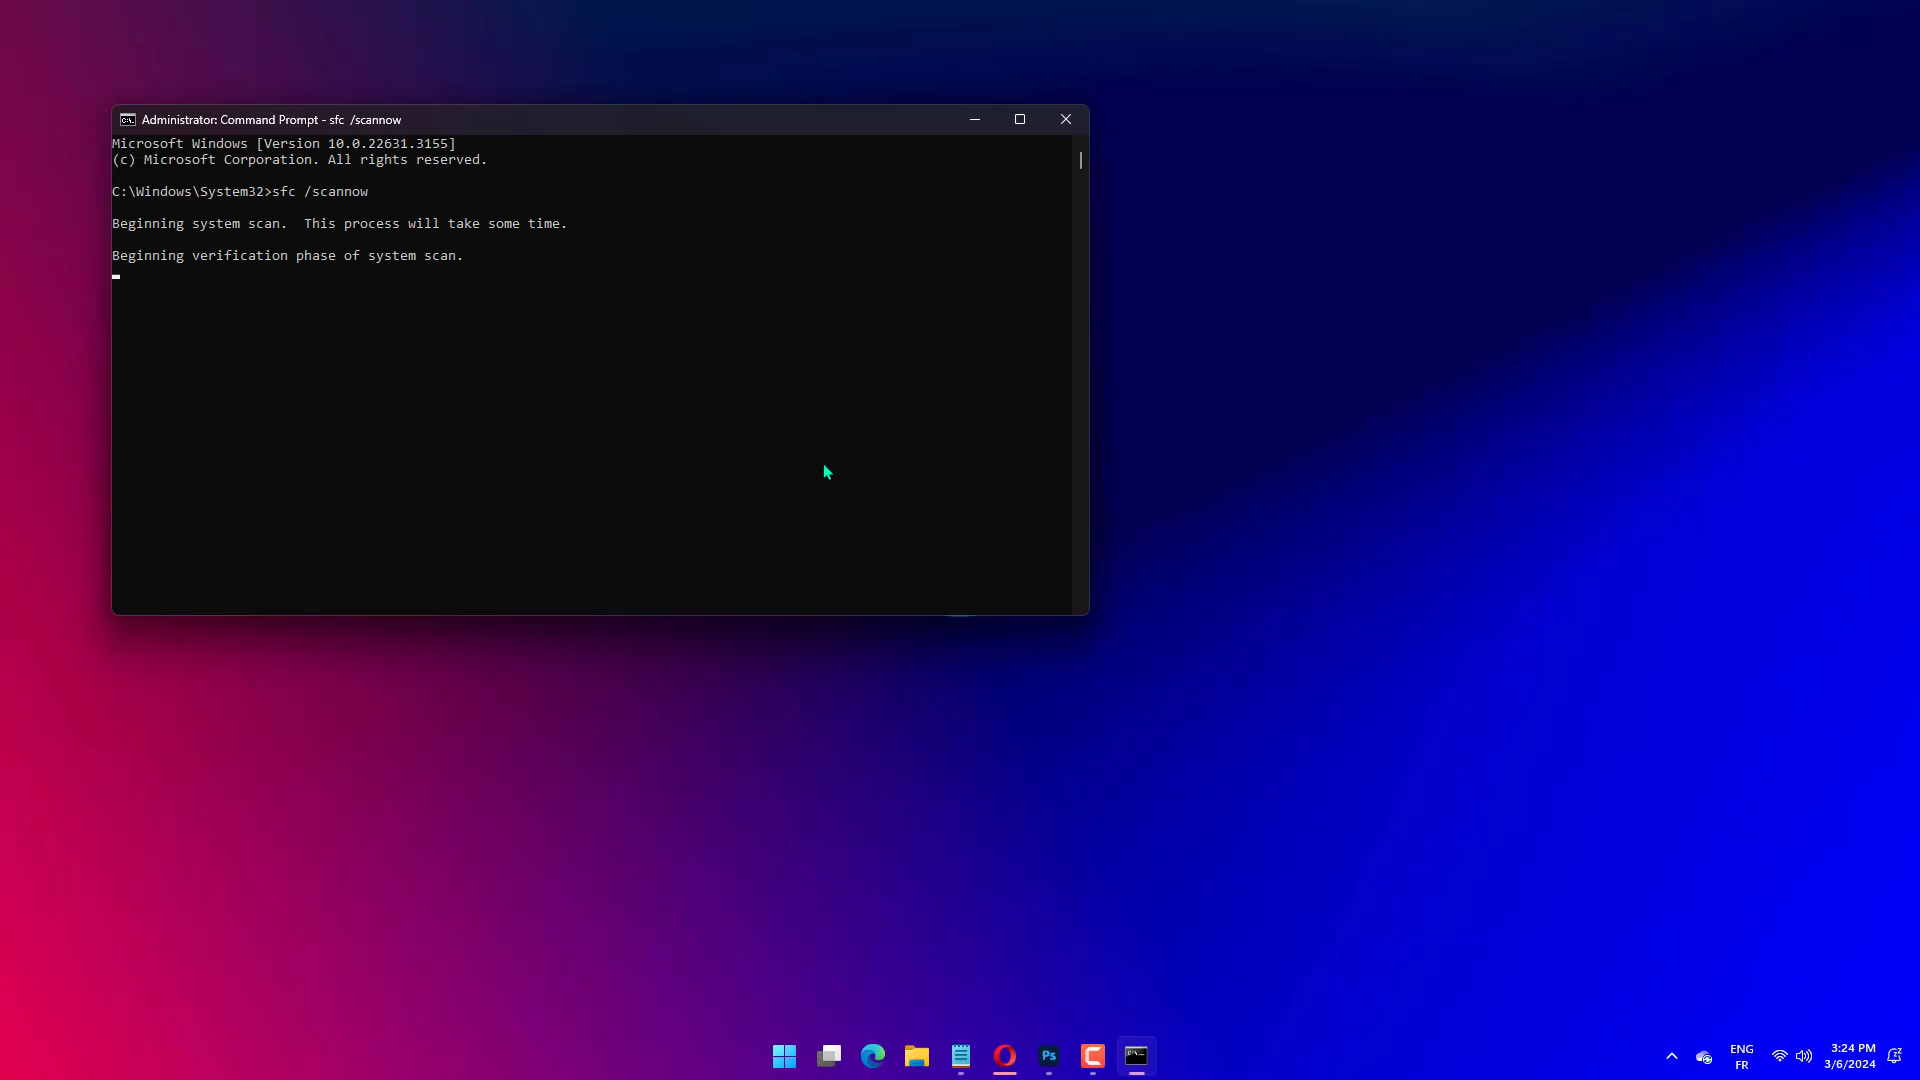 Administrator: Command Prompt - sfc  /scannow
Microsoft Windows [Version 10.0.22631.3155]
(c) Microsoft Corporation. All rights reserved.
C:\Windows\System32>sfc /scannow
Beginning system scan.  This process will take some time.
Beginning verification phase of system scan.
Ps
ENG
FR
3:24 PM
3/6/2024